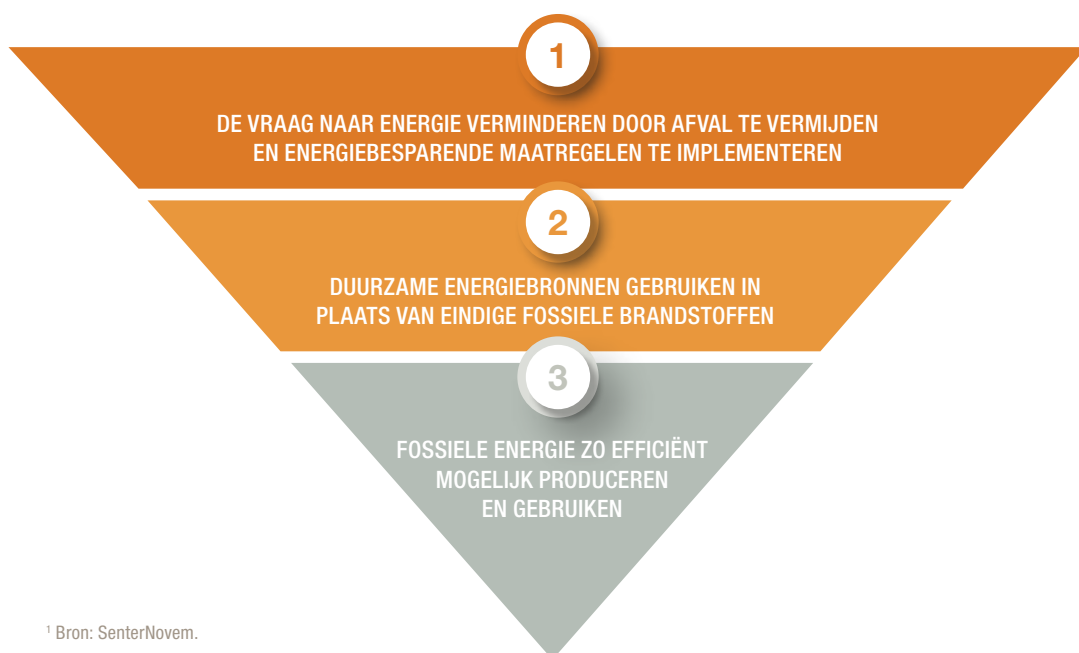 1
DE VRAAG NAAR ENERGIE VERMINDEREN DOOR AFVAL TE VERMIJDEN
EN ENERGIEBESPARENDE MAATREGELEN TE IMPLEMENTEREN
2
DUURZAME ENERGIEBRONNEN GEBRUIKEN IN
PLAATS VAN EINDIGE FOSSIELE BRANDSTOFFEN
3
FOSSIELE ENERGIE ZO EFFICIËNT
MOGELIJK PRODUCEREN
EN GEBRUIKEN
¹ Bron: SenterNovem.